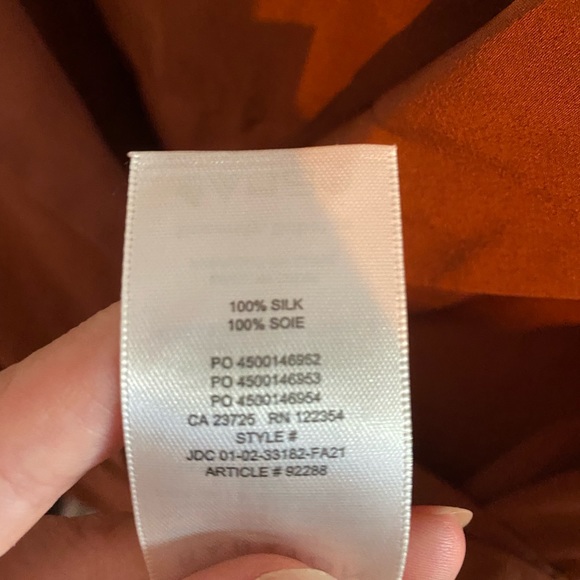 100% SILK
100% SOIE
PO 4500146952
PO 4500146953
PO 4500146954
CA 23725 RN 122354
STYLE #
JDC 01-02-33182-FA21
ARTICLE # 92288